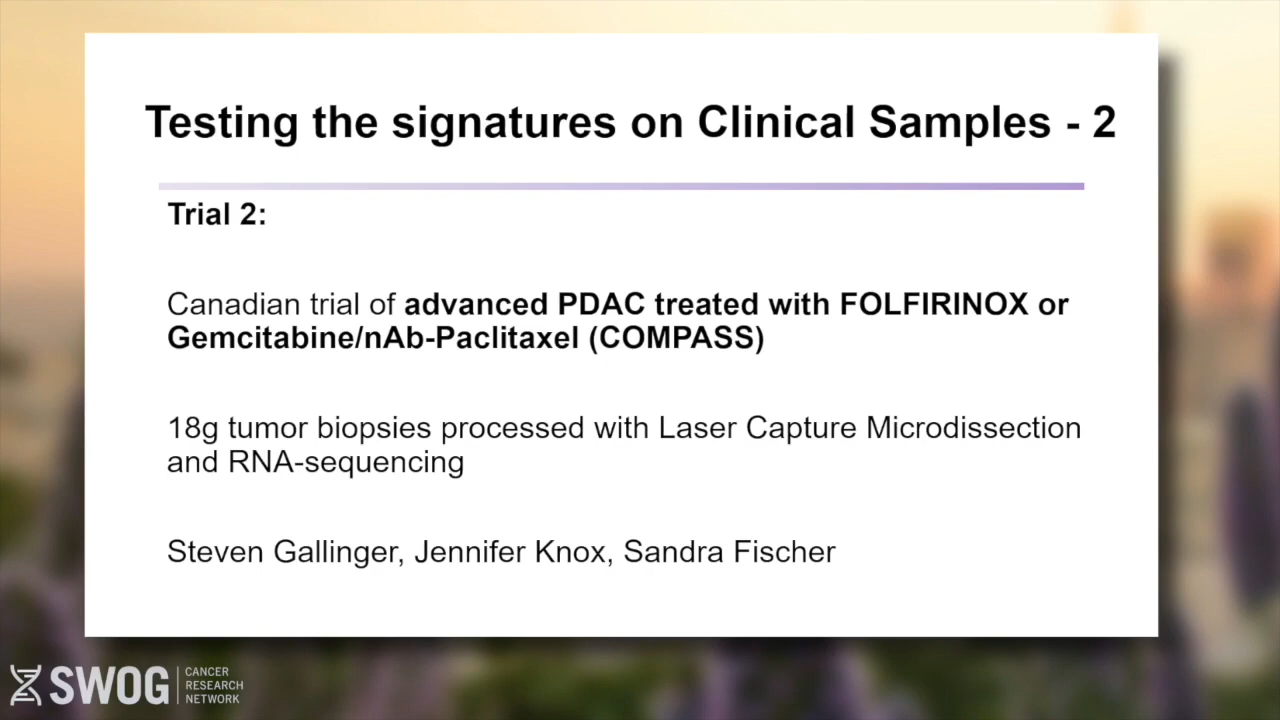 Testing the signatures on Clinical Samples - 2
Trial 2:
Canadian trial of advanced PDAC treated with FOLFIRINOX or
Gemcitabine/nAb-Paclitaxel (COMPASS)
18g tumor biopsies processed with Laser Capture Microdissection
and RNA-sequencing
Steven Gallinger, Jennifer Knox, Sandra Fischer
SWOG
CANCER
RESEARCH
NETWORK